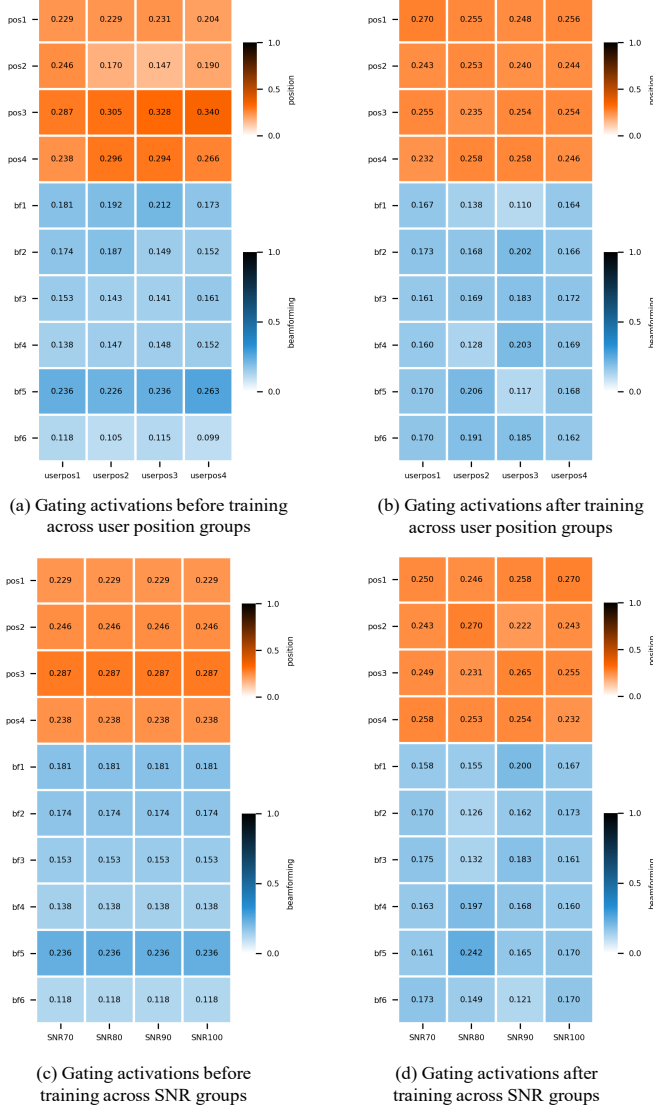 pos1 0.229 0.229 0.231 0.204
pos2 0.246 0.170 0.147 0.190
pos3 0.287 0.305 0.328 0.340
pos4 0.238 0.296 0.294 0.266
bf1 0.181 0.192 0.212 0.173
bf2 0.174 0.187 0.149 0.152
bf3 0.153 0.143 0.141 0.161
bf4 0.138 0.147 0.148 0.152
bf5 0.236 0.226 0.236 0.263
bf6 0.118 0.105 0.115 0.099
userpos1 userpos2 userpos3 userpos4
1.0
0.5
0.0
position
1.0
0.5
0.0
beamforming
(a) Gating activations before training
across user position groups
pos1 0.270 0.255 0.248 0.256
pos2 0.243 0.253 0.240 0.244
pos3 0.255 0.235 0.254 0.254
pos4 0.232 0.258 0.258 0.246
bf1 0.167 0.138 0.110 0.164
bf2 0.173 0.168 0.202 0.166
bf3 0.161 0.169 0.183 0.172
bf4 0.160 0.128 0.203 0.169
bf5 0.170 0.206 0.117 0.168
bf6 0.170 0.191 0.185 0.162
userpos1 userpos2 userpos3 userpos4
1.0
0.5
0.0
position
1.0
0.5
0.0
beamforming
(b) Gating activations after training
across user position groups
pos1 0.229 0.229 0.229 0.229
pos2 0.246 0.246 0.246 0.246
pos3 0.287 0.287 0.287 0.287
pos4 0.238 0.238 0.238 0.238
bf1 0.181 0.181 0.181 0.181
bf2 0.174 0.174 0.174 0.174
bf3 0.153 0.153 0.153 0.153
bf4 0.138 0.138 0.138 0.138
bf5 0.236 0.236 0.236 0.236
bf6 0.118 0.118 0.118 0.118
SNR70 SNR80 SNR90 SNR100
1.0
0.5
0.0
position
1.0
0.5
0.0
beamforming
(c) Gating activations before
training across SNR groups
pos1 0.250 0.246 0.258 0.270
pos2 0.243 0.270 0.222 0.243
pos3 0.249 0.231 0.265 0.255
pos4 0.258 0.253 0.254 0.232
bf1 0.158 0.155 0.200 0.167
bf2 0.170 0.126 0.162 0.173
bf3 0.175 0.132 0.183 0.161
bf4 0.163 0.197 0.168 0.160
bf5 0.161 0.242 0.165 0.170
bf6 0.173 0.149 0.121 0.170
SNR70 SNR80 SNR90 SNR100
1.0
0.5
0.0
position
1.0
0.5
0.0
beamforming
(d) Gating activations after
training across SNR groups